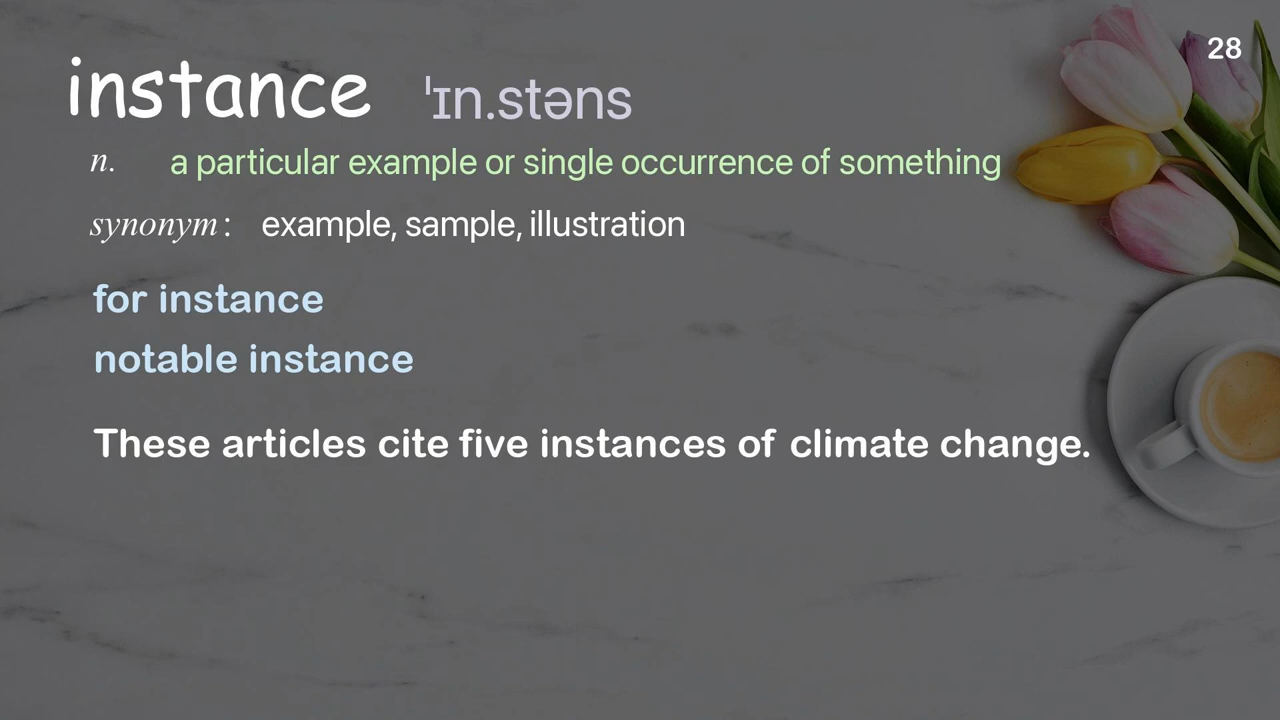 28
instance ˈɪn.stəns
n. a particular example or single occurrence of something
synonym: example, sample, illustration
for instance
notable instance
These articles cite five instances of climate change.